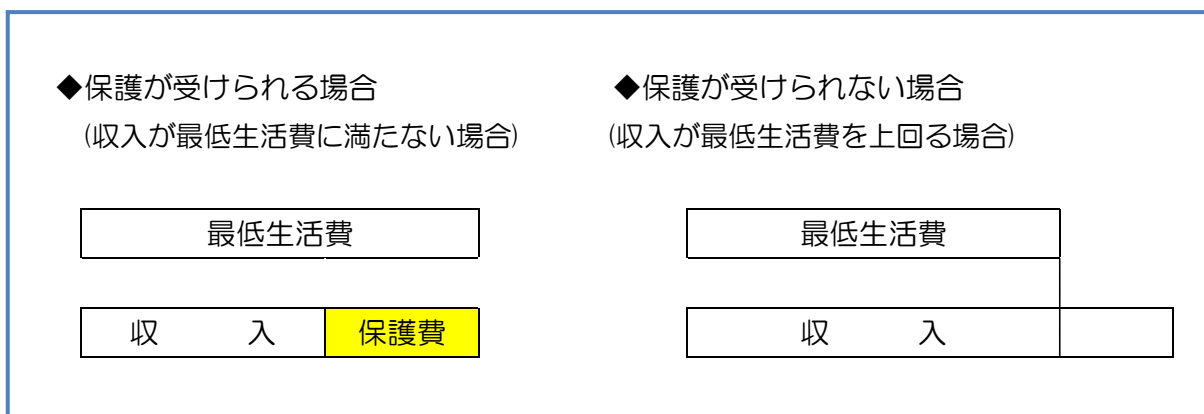 ◆保護が受けられる場合
(収入が最低生活費に満たない場合)
最低生活費
収　　　入　保護費
◆保護が受けられない場合
(収入が最低生活費を上回る場合)
最低生活費
収　　　入